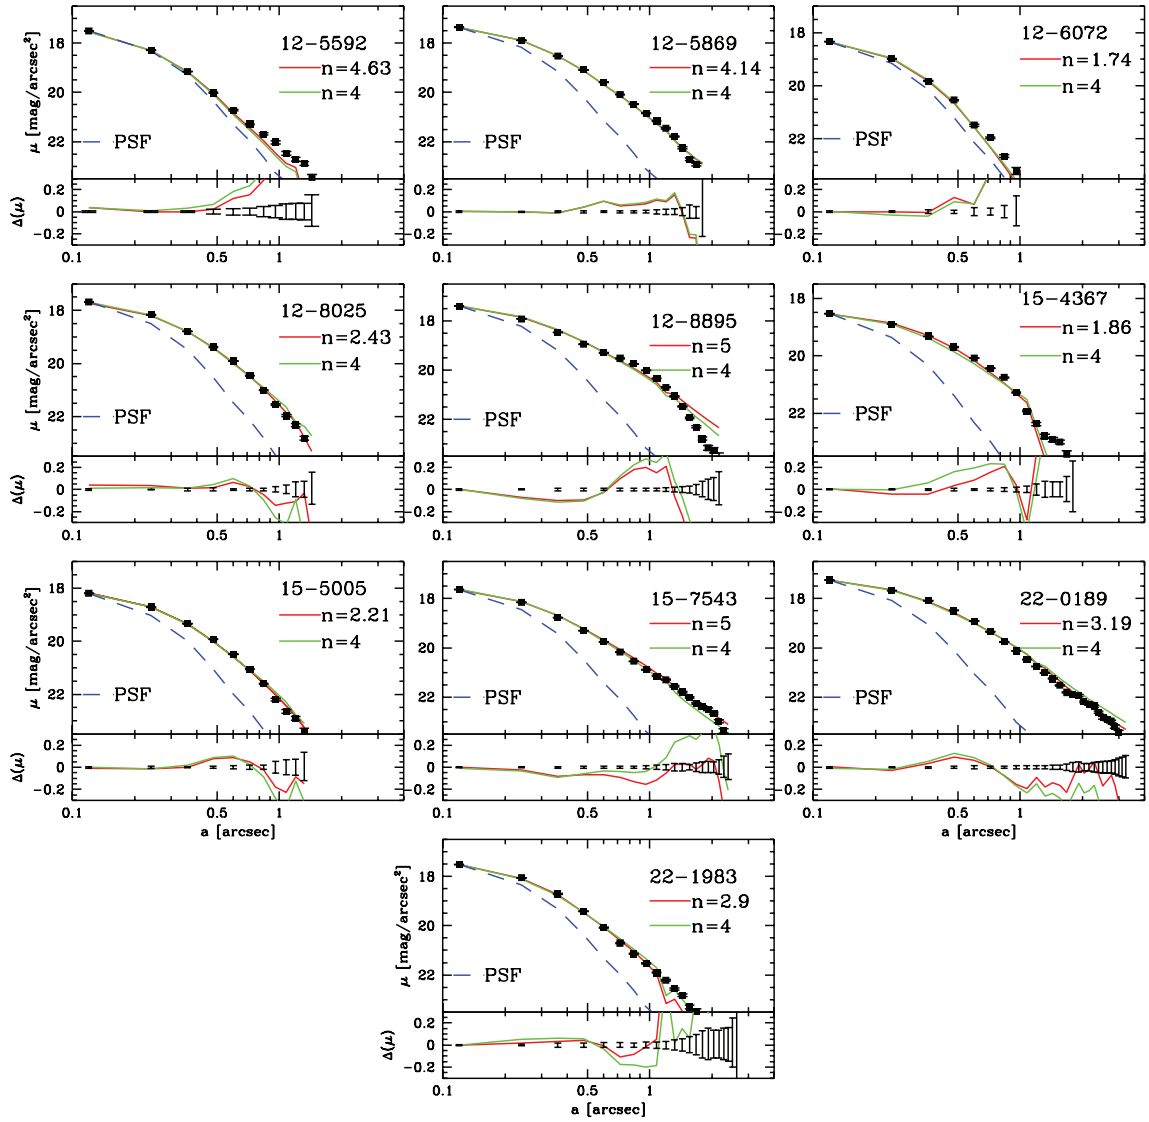 12-5592
n=4.63
n=4
PSF
18
20
22
μ [mag/arcsec²]
0.2
0
-0.2
Δ(μ)
0.1 0.5 1
12-5869
n=4.14
n=4
PSF
18
20
22
0.2
0
-0.2
0.1 0.5 1
12-6072
n=1.74
n=4
PSF
18
20
22
0.2
0
-0.2
0.1 0.5 1
12-8025
n=2.43
n=4
PSF
18
20
22
μ [mag/arcsec²]
0.2
0
-0.2
Δ(μ)
0.1 0.5 1
12-8895
n=5
n=4
PSF
18
20
22
0.2
0
-0.2
0.1 0.5 1
15-4367
n=1.86
n=4
PSF
18
20
22
0.2
0
-0.2
0.1 0.5 1
15-5005
n=2.21
n=4
PSF
18
20
22
μ [mag/arcsec²]
0.2
0
-0.2
Δ(μ)
0.1 0.5 1
a [arcsec]
15-7543
n=5
n=4
PSF
18
20
22
0.2
0
-0.2
0.1 0.5 1
22-0189
n=3.19
n=4
PSF
18
20
22
0.2
0
-0.2
0.1 0.5 1
a [arcsec]
22-1983
n=2.9
n=4
PSF
18
20
22
μ [mag/arcsec²]
0.2
0
-0.2
Δ(μ)
0.1 0.5 1
a [arcsec]